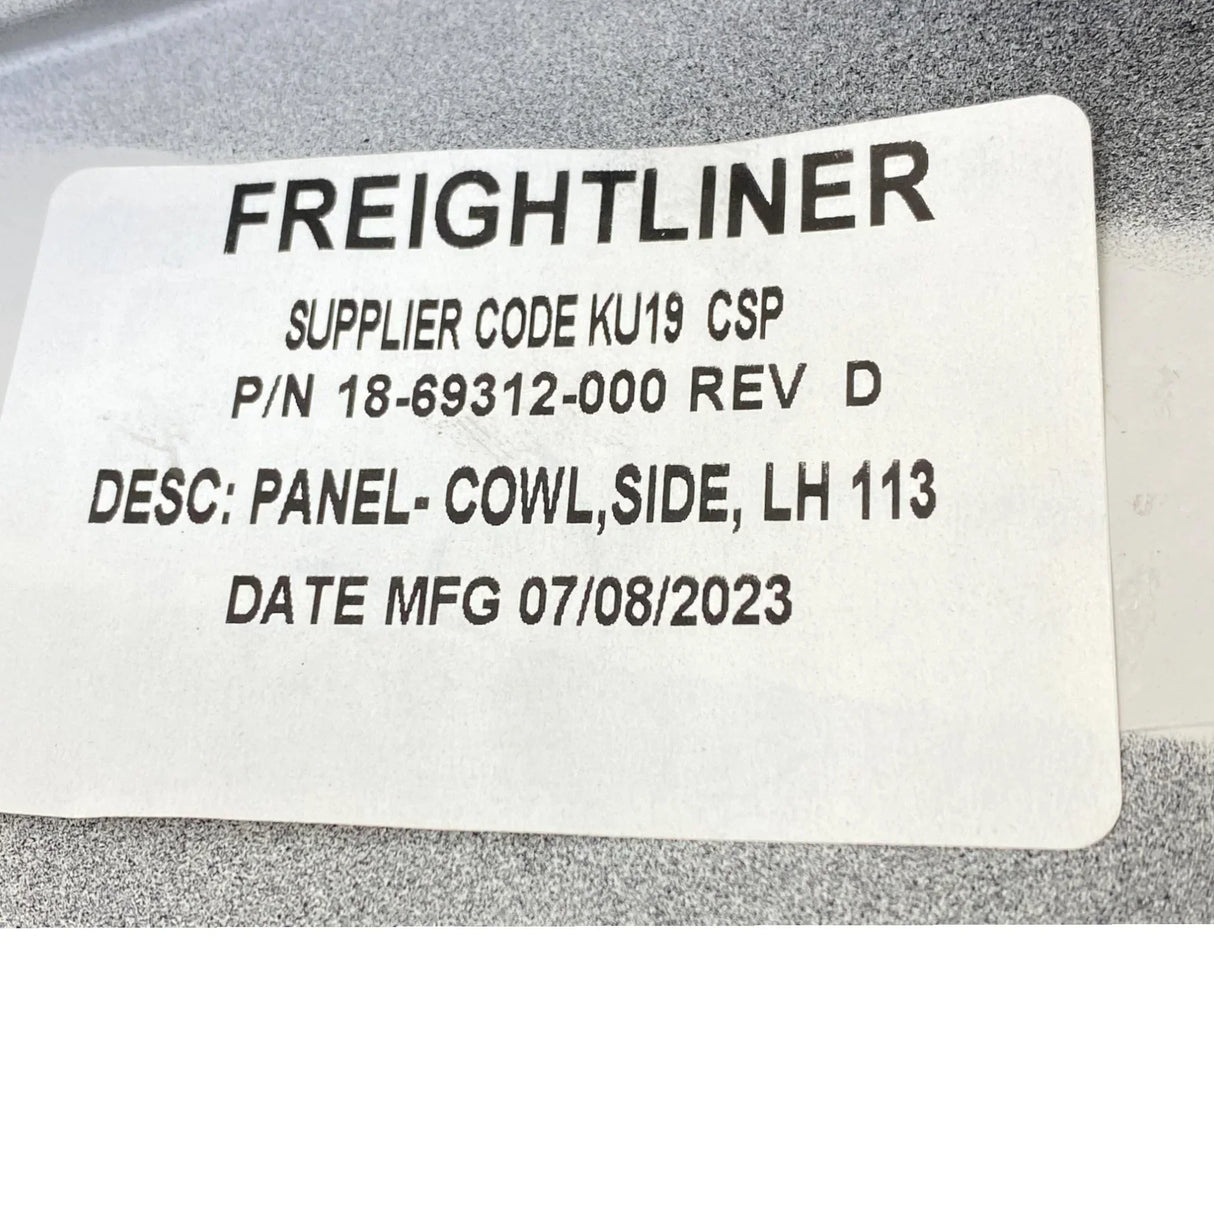 FREIGHTLINER
SUPPLIER CODE KU19 CSP
P/N 18-69312-000 REV D
DESC: PANEL- COWL,SIDE, LH 113
DATE MFG 07/08/2023